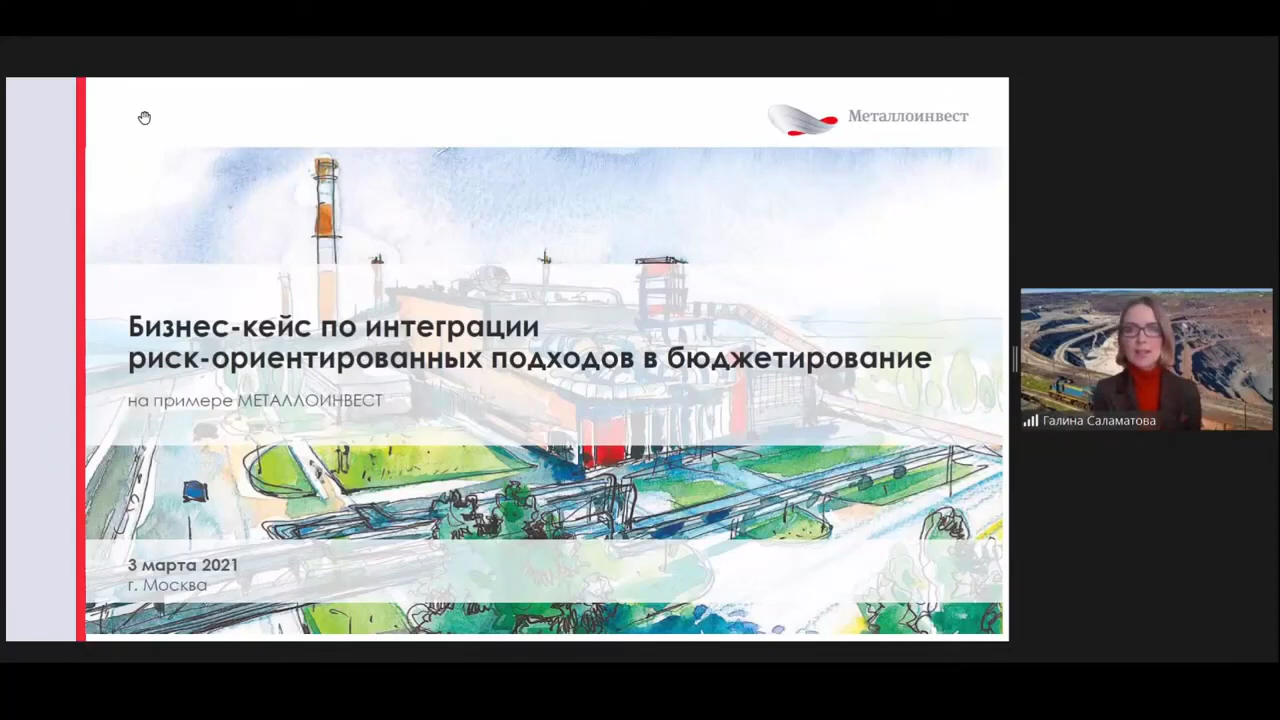 Металлоинвест
Бизнес-кейс по интеграции
риск-ориентированных подходов в бюджетирование
на примере МЕТАЛЛОИНВЕСТ
3 марта 2021
г. Москва
Галина Саламатова